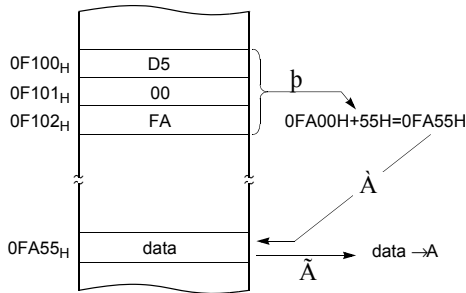 0F100H D5
0F101H 00
0F102H FA
þ
0FA00H+55H=0FA55H
À
0FA55H data
Ã
data →A